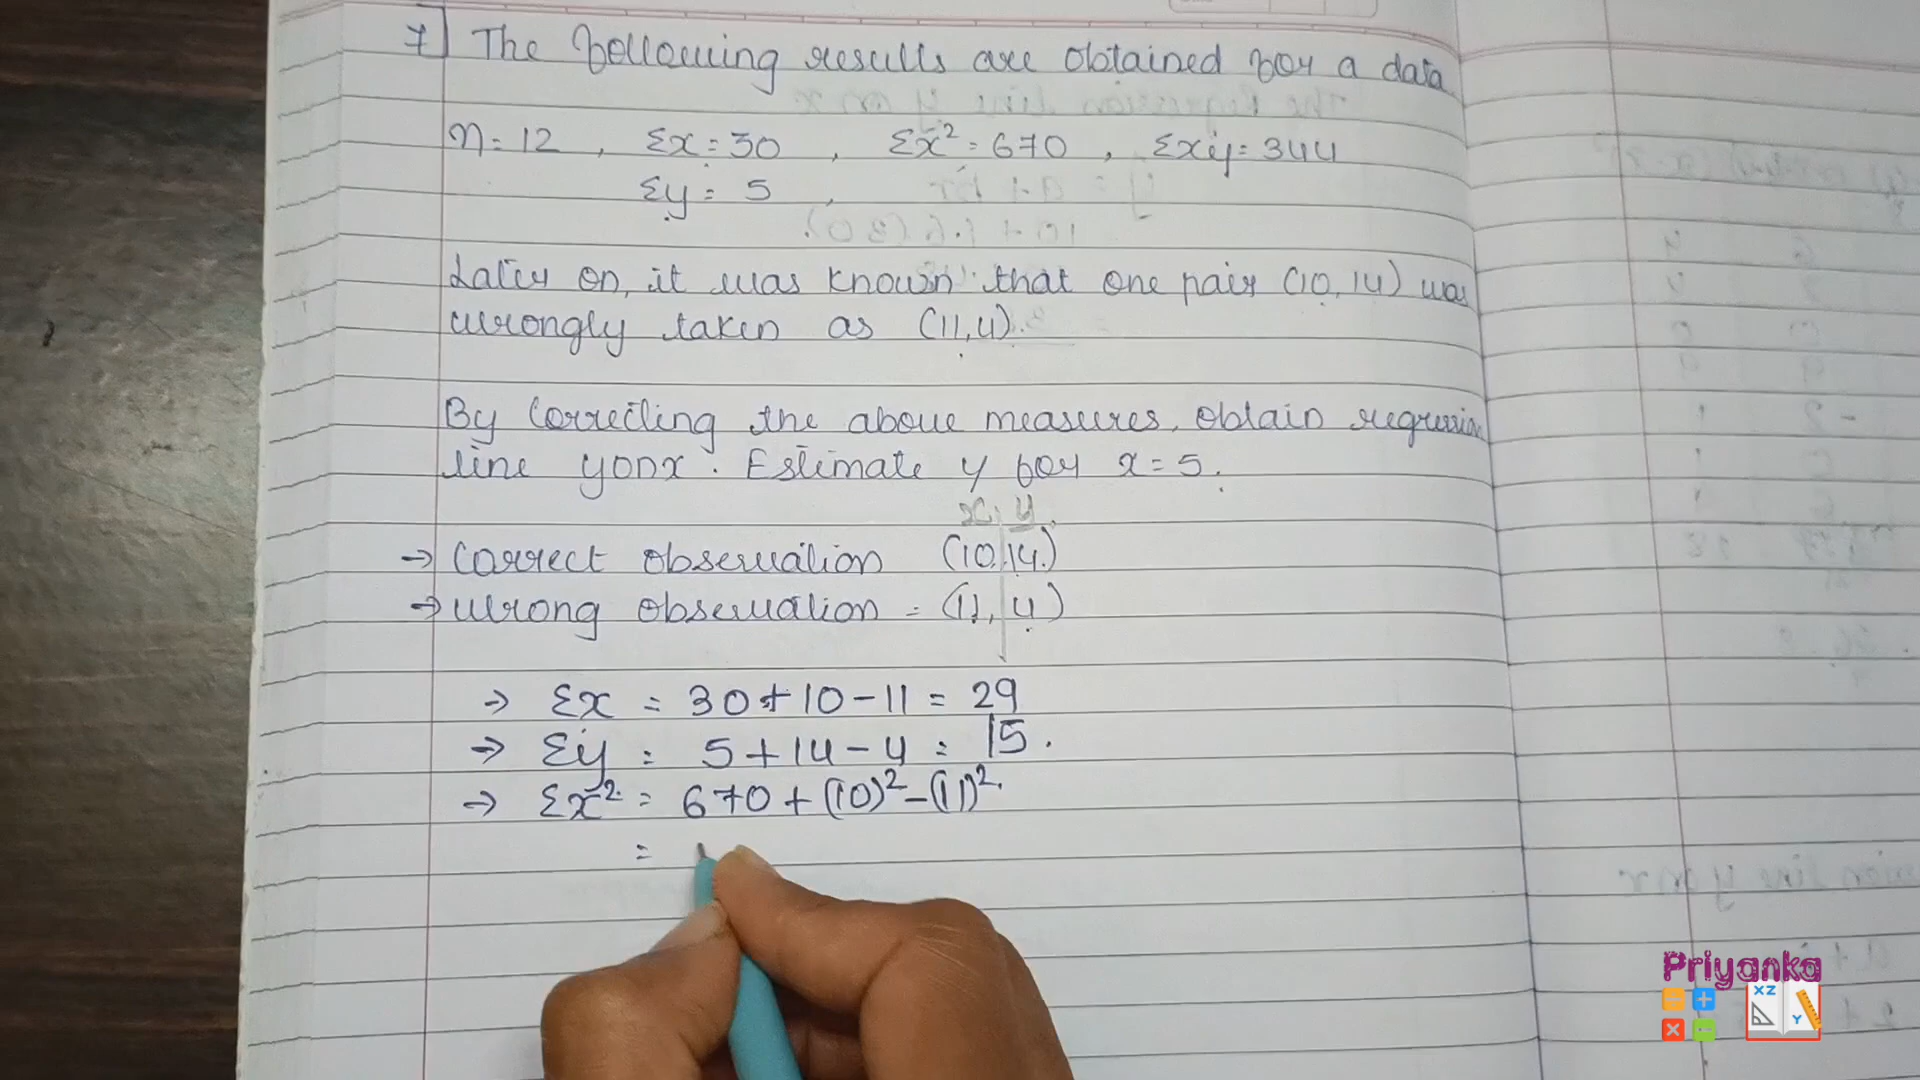 7] The following results are obtained for a data
n = 12 , Σx = 30 , Σx² = 670 , Σxy = 344
Σy = 5 ,
Later on, it was known that one pair (10, 14) was
wrongly taken as (11, 4).
By Correcting the above measures, obtain regression
line y on x. Estimate y for x = 5.
x, y
→ Correct observation (10, 14.)
→ wrong observation = (11, 4)
→ Σx = 30 + 10 - 11 = 29
→ Σy = 5 + 14 - 4 = 15.
→ Σx² = 670 + (10)² - (11)².
=
Priyanka
XZ
Y